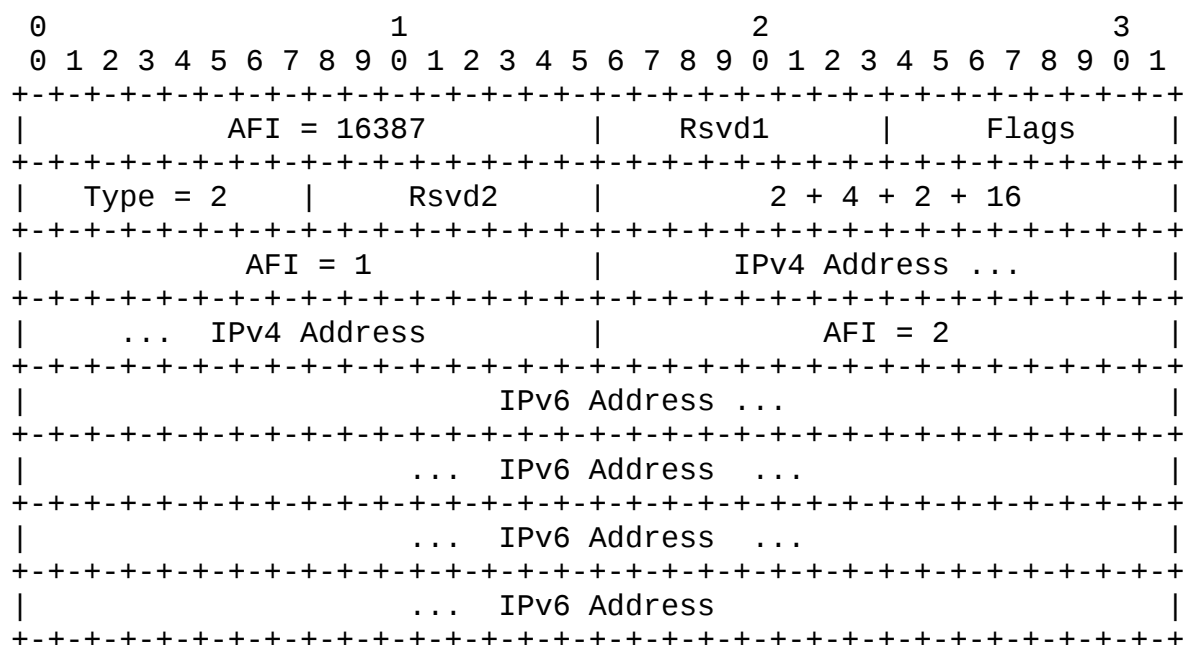 0                   1                   2                   3
 0 1 2 3 4 5 6 7 8 9 0 1 2 3 4 5 6 7 8 9 0 1 2 3 4 5 6 7 8 9 0 1
+-+-+-+-+-+-+-+-+-+-+-+-+-+-+-+-+-+-+-+-+-+-+-+-+-+-+-+-+-+-+-+-+
|           AFI = 16387         |    Rsvd1      |     Flags     |
+-+-+-+-+-+-+-+-+-+-+-+-+-+-+-+-+-+-+-+-+-+-+-+-+-+-+-+-+-+-+-+-+
|   Type = 2    |     Rsvd2     |         2 + 4 + 2 + 16        |
+-+-+-+-+-+-+-+-+-+-+-+-+-+-+-+-+-+-+-+-+-+-+-+-+-+-+-+-+-+-+-+-+
|            AFI = 1            |       IPv4 Address ...        |
+-+-+-+-+-+-+-+-+-+-+-+-+-+-+-+-+-+-+-+-+-+-+-+-+-+-+-+-+-+-+-+-+
|     ...  IPv4 Address         |            AFI = 2            |
+-+-+-+-+-+-+-+-+-+-+-+-+-+-+-+-+-+-+-+-+-+-+-+-+-+-+-+-+-+-+-+-+
|                          IPv6 Address ...                     |
+-+-+-+-+-+-+-+-+-+-+-+-+-+-+-+-+-+-+-+-+-+-+-+-+-+-+-+-+-+-+-+-+
|                     ...  IPv6 Address  ...                    |
+-+-+-+-+-+-+-+-+-+-+-+-+-+-+-+-+-+-+-+-+-+-+-+-+-+-+-+-+-+-+-+-+
|                     ...  IPv6 Address  ...                    |
+-+-+-+-+-+-+-+-+-+-+-+-+-+-+-+-+-+-+-+-+-+-+-+-+-+-+-+-+-+-+-+-+
|                     ...  IPv6 Address                         |
+-+-+-+-+-+-+-+-+-+-+-+-+-+-+-+-+-+-+-+-+-+-+-+-+-+-+-+-+-+-+-+-+